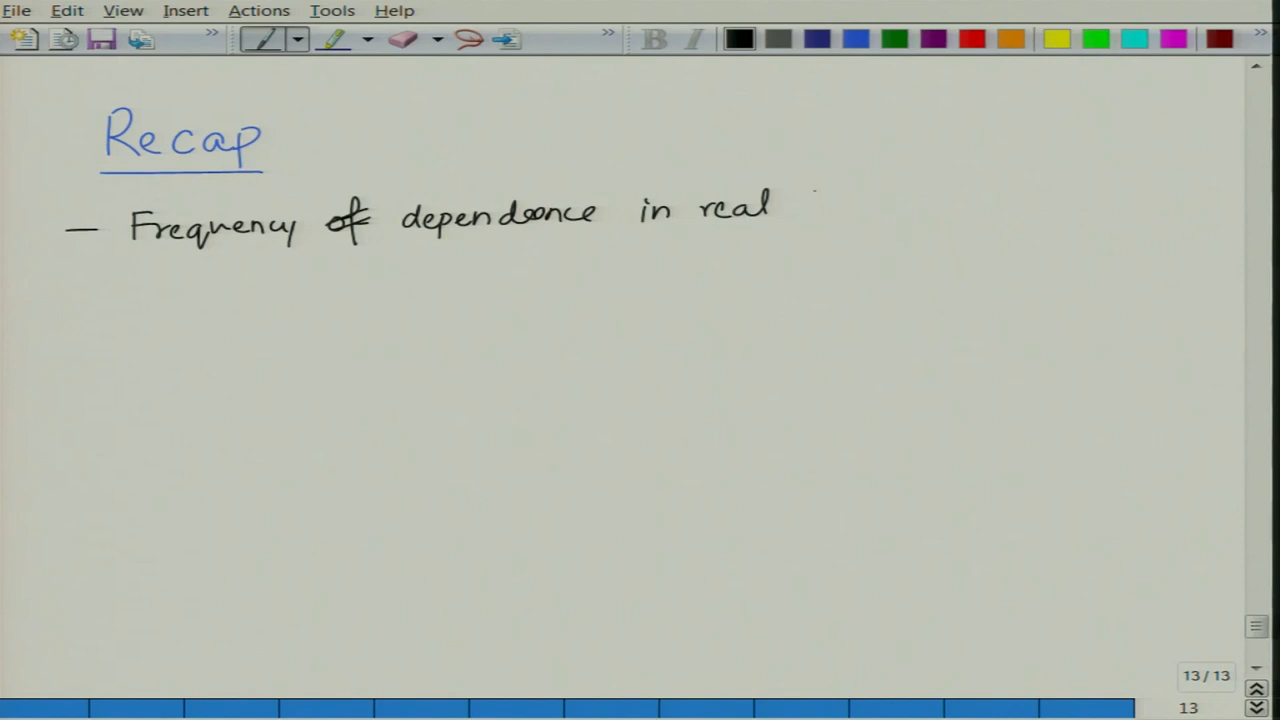 File Edit View Insert Actions Tools Help
B I
Recap
— Frequency of dependence in real
13 / 13
13